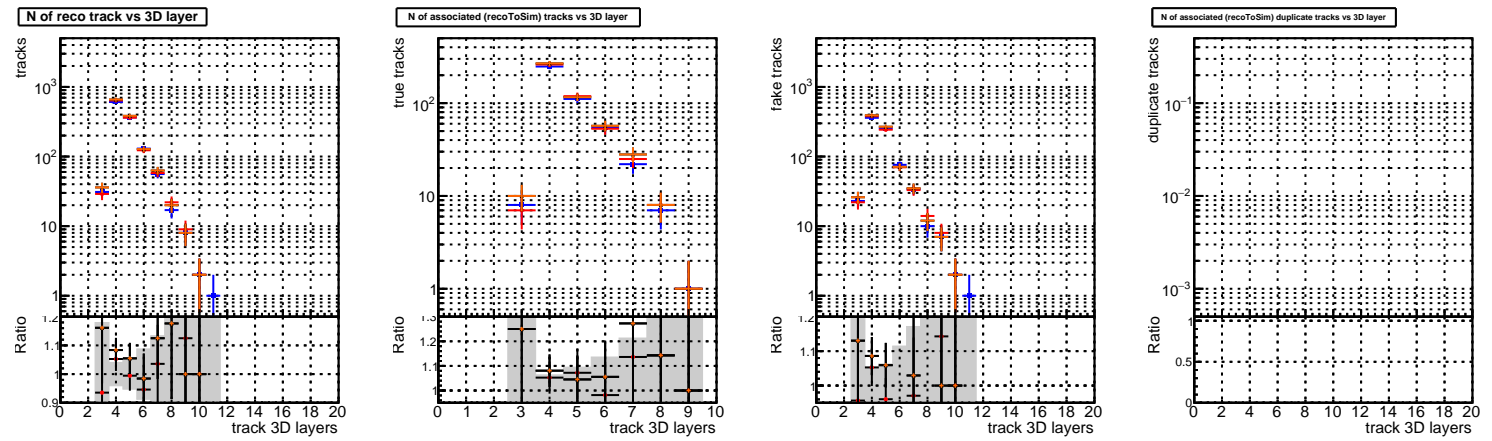 N of reco track vs 3D layer
tracks
10³
10²
10
1
Ratio
1.2
1.1
1
0.9
0 2 4 6 8 10 12 14 16 18 20
track 3D layers
N of associated (recoToSim) tracks vs 3D layer
true tracks
10²
10
1
Ratio
1.3
1.2
1.1
1
0 1 2 3 4 5 6 7 8 9 10
track 3D layers
fake tracks
10³
10²
10
1
Ratio
1.2
1.1
1
0 2 4 6 8 10 12 14 16 18 20
track 3D layers
N of associated (recoToSim) duplicate tracks vs 3D layer
duplicate tracks
10⁻¹
10⁻²
10⁻³
Ratio
1
0.5
0
0 2 4 6 8 10 12 14 16 18 20
track 3D layers